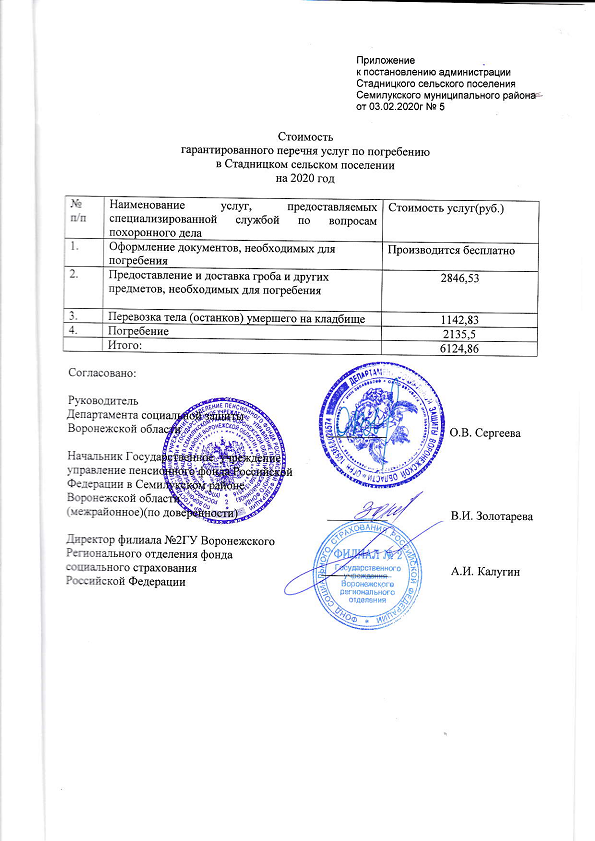 Приложение
к постановлению администрации
Стадницкого сельского поселения
Семилукского муниципального района
от 03.02.2020г № 5
Стоимость
гарантированного перечня услуг по погребению
в Стадницком сельском поселении
на 2020 год
№ п/п
Наименование услуг, предоставляемых
специализированной службой по вопросам
похоронного дела
Стоимость услуг(руб.)
1.
Оформление документов, необходимых для
погребения
Производится бесплатно
2.
Предоставление и доставка гроба и других
предметов, необходимых для погребения
2846,53
3.
Перевозка тела (останков) умершего на кладбище
1142,83
4.
Погребение
2135,5
Итого:
6124,86
Согласовано:
Руководитель
Департамента социальной защиты
Воронежской области
О.В. Сергеева
Начальник Государственное учреждение
управление пенсионного фонда Российской
Федерации в Семилукском районе
Воронежской области
(межрайонное)(по доверенности)
В.И. Золотарева
Директор филиала №2ГУ Воронежского
Регионального отделения фонда
социального страхования
Российской Федерации
А.И. Калугин
ФИЛИАЛ № 2
Государственного
учреждения
Воронежского
регионального
отделения
ФОНД СОЦИАЛЬНОГО СТРАХОВАНИЯ РОССИЙСКОЙ ФЕДЕРАЦИИ